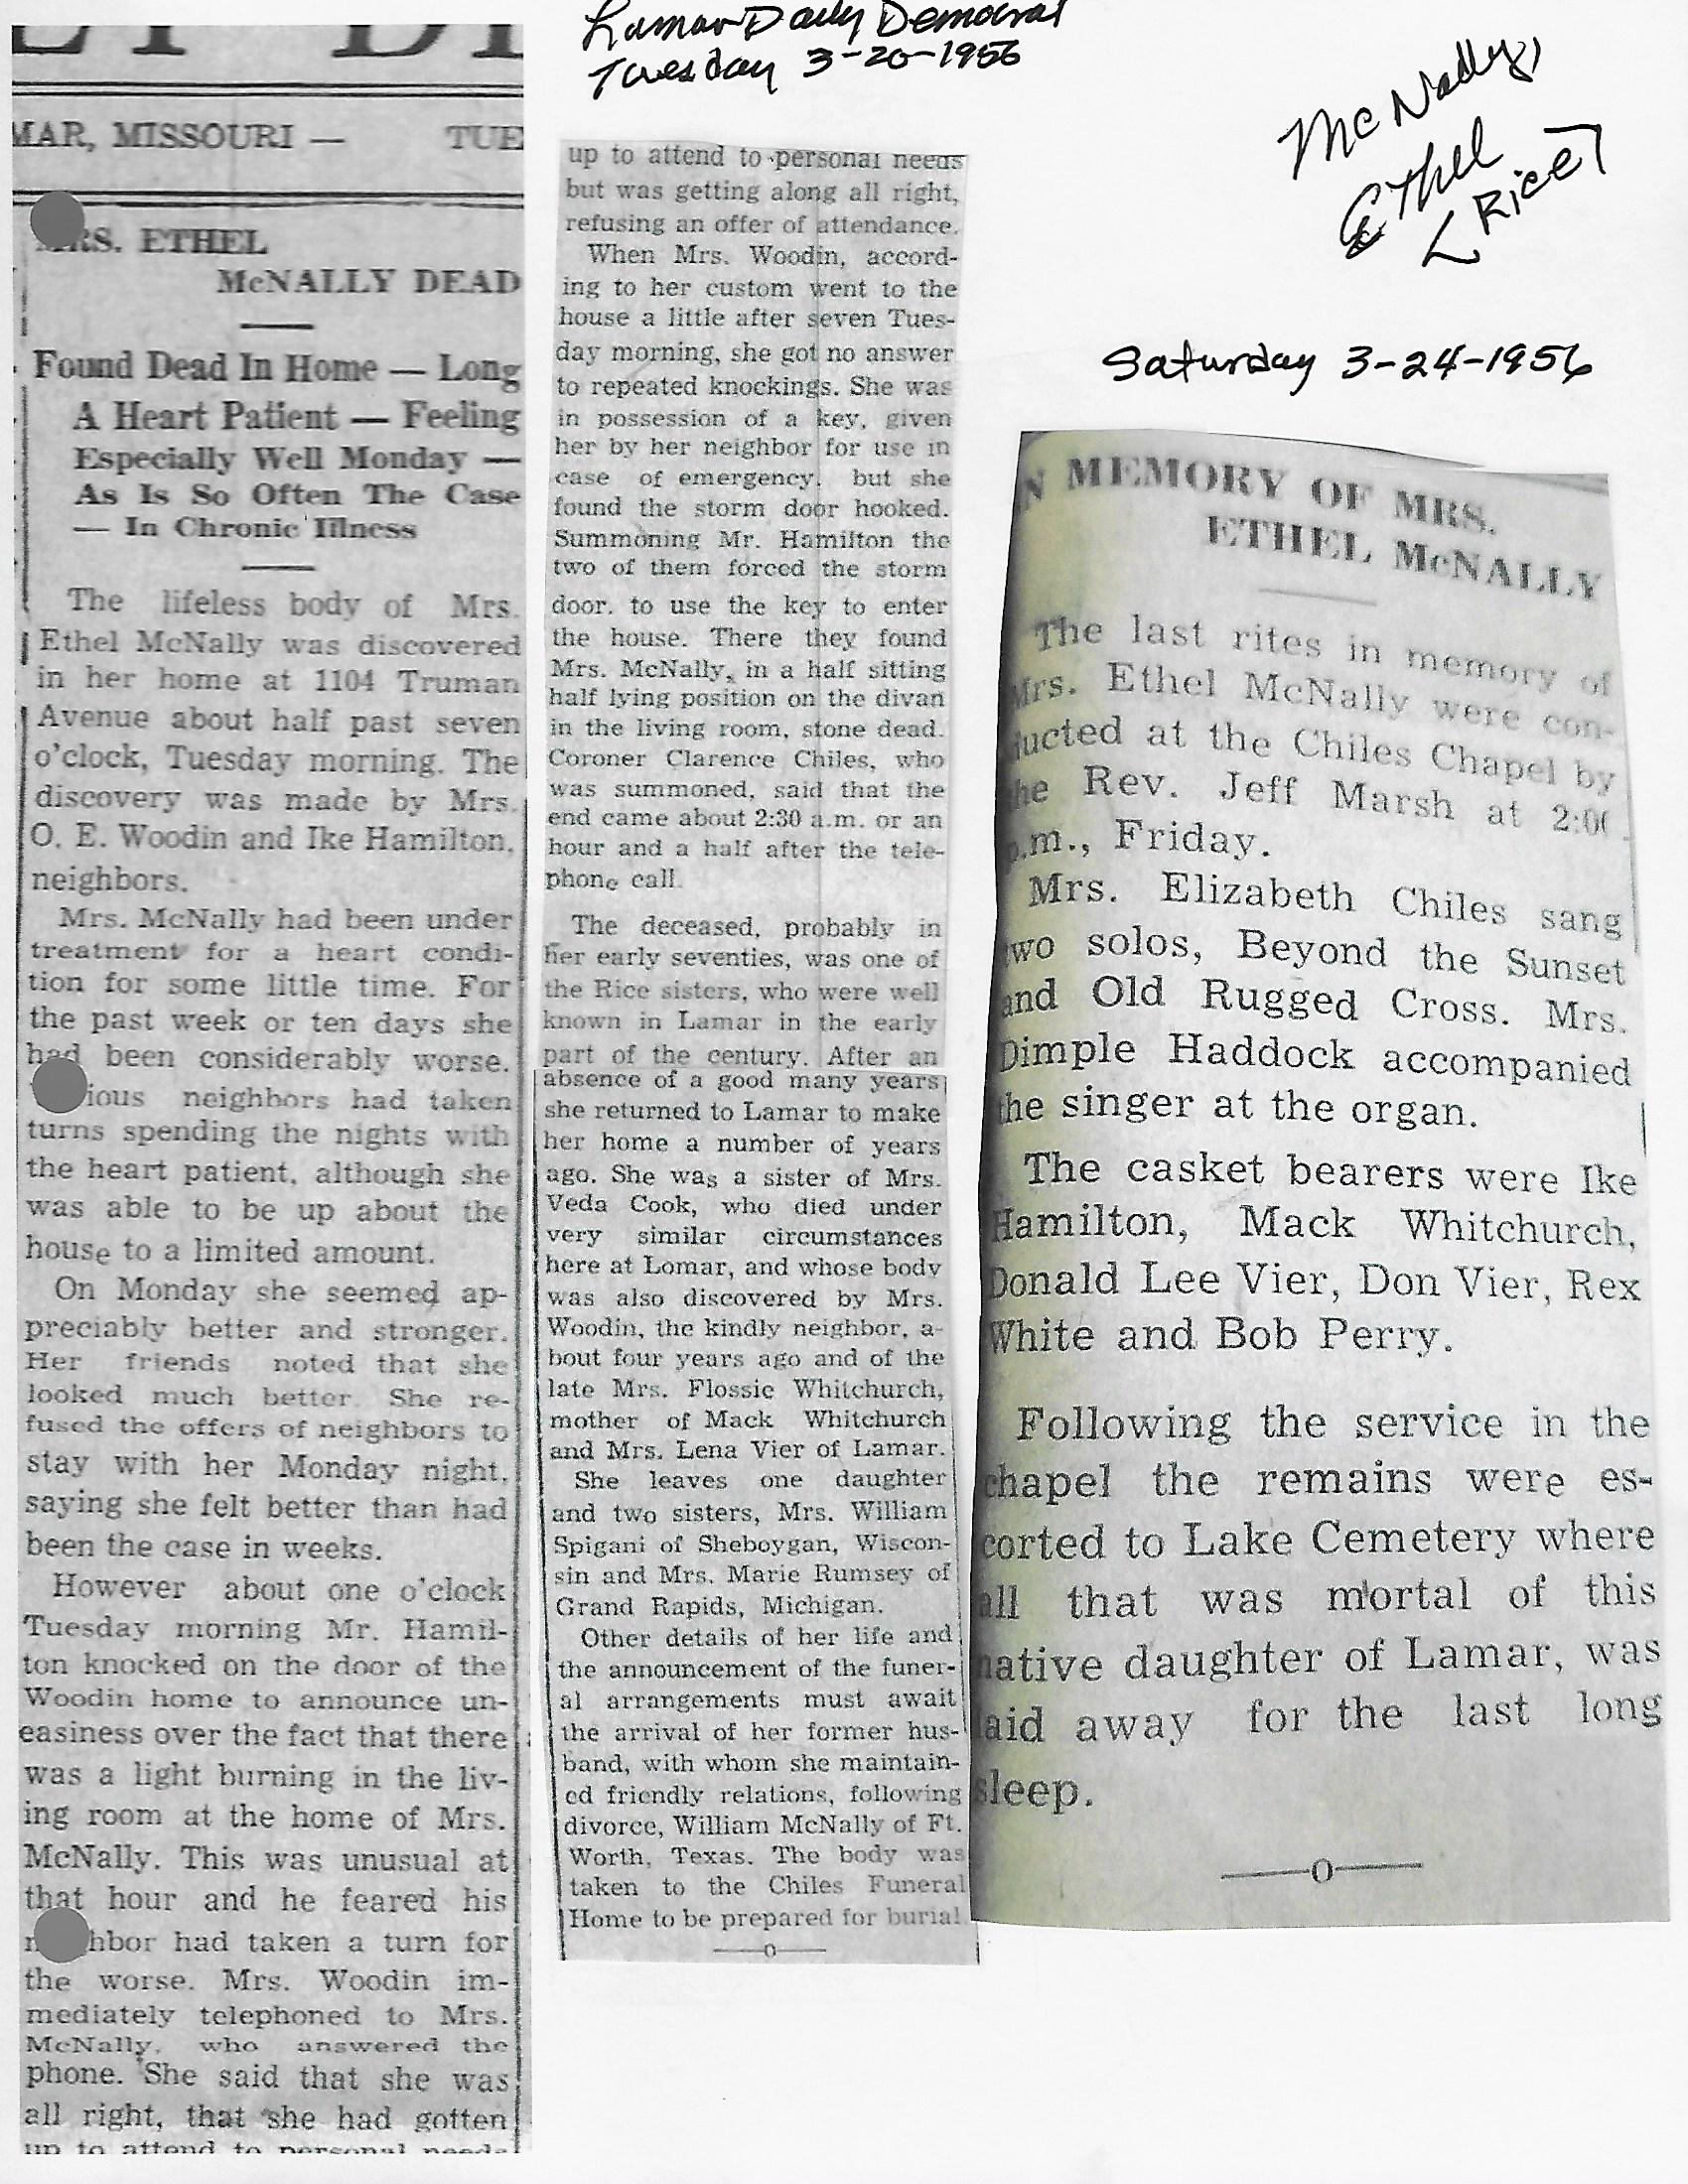 Lamar Daily Democrat
Tuesday 3-20-1956
McNally,
Ethel
[Rice]
MAR, MISSOURI — TUE
MRS. ETHEL
McNALLY DEAD
Found Dead In Home — Long
A Heart Patient — Feeling
Especially Well Monday —
As Is So Often The Case
— In Chronic Illness
The lifeless body of Mrs.
Ethel McNally was discovered
in her home at 1104 Truman
Avenue about half past seven
o'clock, Tuesday morning. The
discovery was made by Mrs.
O. E. Woodin and Ike Hamilton,
neighbors.
Mrs. McNally had been under
treatment for a heart condi-
tion for some little time. For
the past week or ten days she
had been considerably worse.
ious neighbors had taken
turns spending the nights with
the heart patient, although she
was able to be up about the
house to a limited amount.
On Monday she seemed ap-
preciably better and stronger.
Her friends noted that she
looked much better. She re-
fused the offers of neighbors to
stay with her Monday night,
saying she felt better than had
been the case in weeks.
However about one o'clock
Tuesday morning Mr. Hamil-
ton knocked on the door of the
Woodin home to announce un-
easiness over the fact that there
was a light burning in the liv-
ing room at the home of Mrs.
McNally. This was unusual at
that hour and he feared his
hbor had taken a turn for
the worse. Mrs. Woodin im-
mediately telephoned to Mrs.
McNally, who answered the
phone. She said that she was
all right, that she had gotten
up to attend to personal needs
up to attend to personal needs
but was getting along all right,
refusing an offer of attendance.
When Mrs. Woodin, accord-
ing to her custom went to the
house a little after seven Tues-
day morning, she got no answer
to repeated knockings. She was
in possession of a key, given
her by her neighbor for use in
case of emergency, but she
found the storm door hooked.
Summoning Mr. Hamilton the
two of them forced the storm
door. to use the key to enter
the house. There they found
Mrs. McNally, in a half sitting
half lying position on the divan
in the living room, stone dead.
Coroner Clarence Chiles, who
was summoned, said that the
end came about 2:30 a.m. or an
hour and a half after the tele-
phone call.
The deceased, probably in
her early seventies, was one of
the Rice sisters, who were well
known in Lamar in the early
part of the century. After an
absence of a good many years
she returned to Lamar to make
her home a number of years
ago. She was a sister of Mrs.
Veda Cook, who died under
very similar circumstances
here at Lomar, and whose body
was also discovered by Mrs.
Woodin, the kindly neighbor, a-
bout four years ago and of the
late Mrs. Flossie Whitchurch,
mother of Mack Whitchurch
and Mrs. Lena Vier of Lamar.
She leaves one daughter
and two sisters, Mrs. William
Spigani of Sheboygan, Wiscon-
sin and Mrs. Marie Rumsey of
Grand Rapids, Michigan.
Other details of her life and
the announcement of the funer-
al arrangements must await
the arrival of her former hus-
band, with whom she maintain-
ed friendly relations, following
divorce, William McNally of Ft.
Worth, Texas. The body was
taken to the Chiles Funeral
Home to be prepared for burial.
—o—
Saturday 3-24-1956
N MEMORY OF MRS.
ETHEL McNALLY
The last rites in memory of
Mrs. Ethel McNally were con-
ducted at the Chiles Chapel by
the Rev. Jeff Marsh at 2:00
p.m., Friday.
Mrs. Elizabeth Chiles sang
two solos, Beyond the Sunset
and Old Rugged Cross. Mrs.
Dimple Haddock accompanied
the singer at the organ.
The casket bearers were Ike
Hamilton, Mack Whitchurch,
Donald Lee Vier, Don Vier, Rex
White and Bob Perry.
Following the service in the
chapel the remains were es-
corted to Lake Cemetery where
all that was mortal of this
native daughter of Lamar, was
laid away for the last long
sleep.
—o—